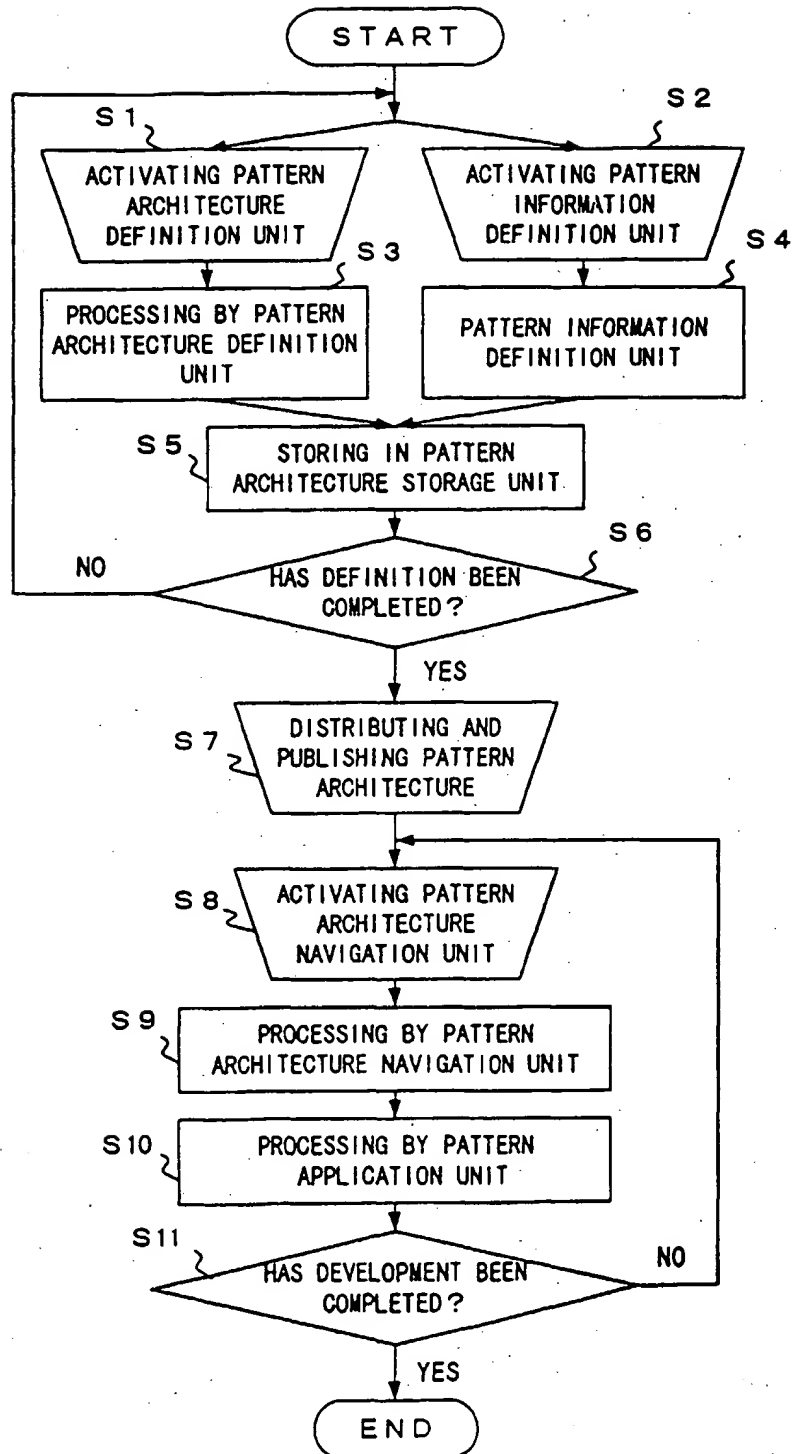 START
S1
S2
ACTIVATING PATTERN
ARCHITECTURE
DEFINITION UNIT
ACTIVATING PATTERN
INFORMATION
DEFINITION UNIT
S3
S4
PROCESSING BY PATTERN
ARCHITECTURE DEFINITION
UNIT
PATTERN INFORMATION
DEFINITION UNIT
S5
STORING IN PATTERN
ARCHITECTURE STORAGE UNIT
S6
NO
HAS DEFINITION BEEN
COMPLETED?
YES
S7
DISTRIBUTING AND
PUBLISHING PATTERN
ARCHITECTURE
S8
ACTIVATING PATTERN
ARCHITECTURE
NAVIGATION UNIT
S9
PROCESSING BY PATTERN
ARCHITECTURE NAVIGATION UNIT
S10
PROCESSING BY PATTERN
APPLICATION UNIT
S11
HAS DEVELOPMENT BEEN
COMPLETED?
NO
YES
END